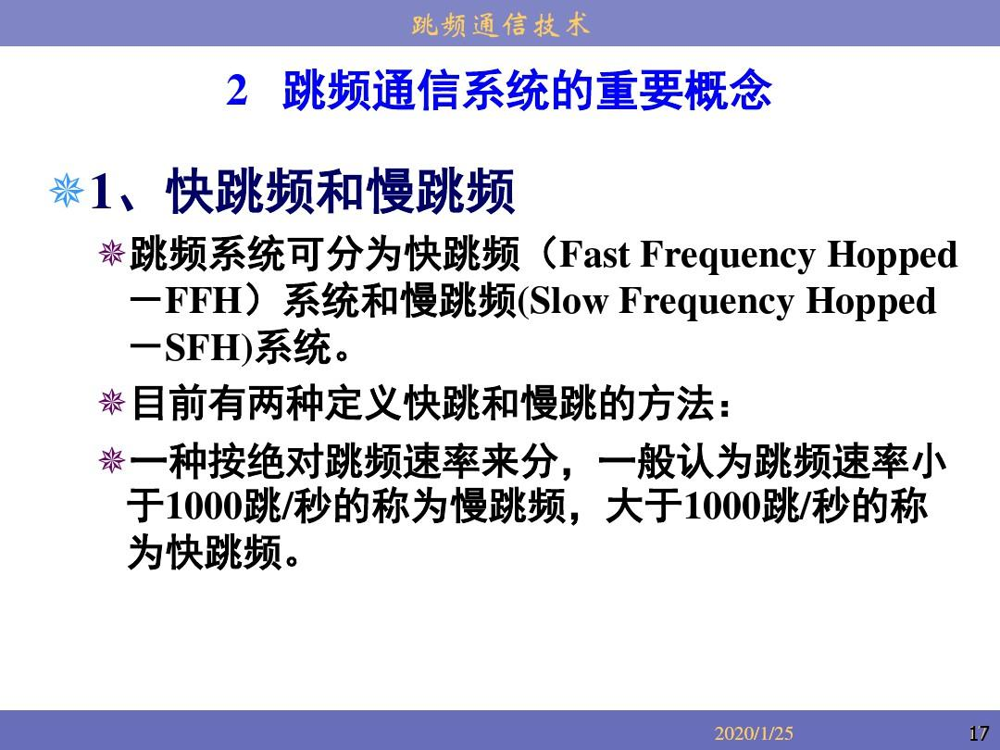 跳频通信技术
2 跳频通信系统的重要概念
1、快跳频和慢跳频
跳频系统可分为快跳频（Fast Frequency Hopped
－FFH）系统和慢跳频(Slow Frequency Hopped
－SFH)系统。
目前有两种定义快跳和慢跳的方法：
一种按绝对跳频速率来分，一般认为跳频速率小
于1000跳/秒的称为慢跳频，大于1000跳/秒的称
为快跳频。
2020/1/25
17